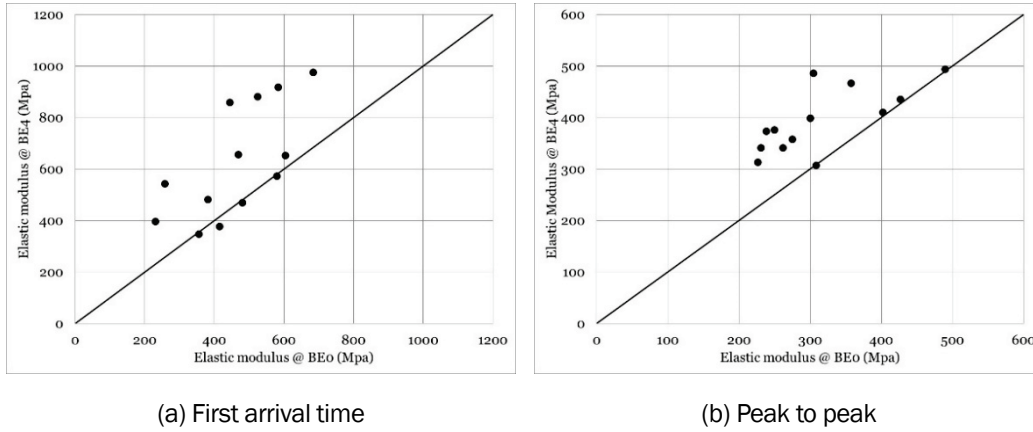 1200
1000
800
600
400
200
0
Elastic modulus @ BE4 (Mpa)
0 200 400 600 800 1000 1200
Elastic modulus @ BE0 (Mpa)
(a) First arrival time
600
500
400
300
200
100
0
Elastic Modulus @ BE4 (Mpa)
0 100 200 300 400 500 600
Elastic modulus @ BE0 (Mpa)
(b) Peak to peak